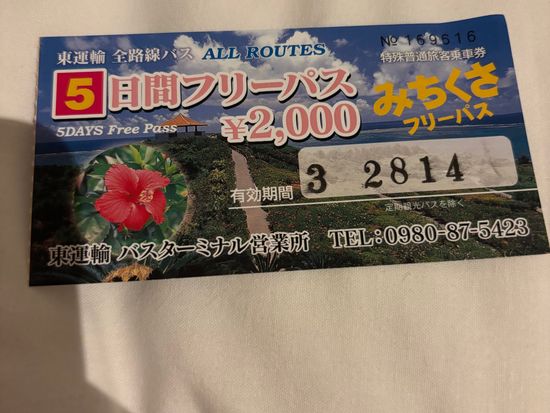 東運輸 全路線バス ALL ROUTES
№ 169616
特殊普通旅客乗車券
5日間フリーパス
5DAYS Free Pass
¥2,000
みちくさ
フリーパス
有効期間 3 2814
定期観光バスを除く
東運輸 バスターミナル営業所 TEL:0980-87-5423